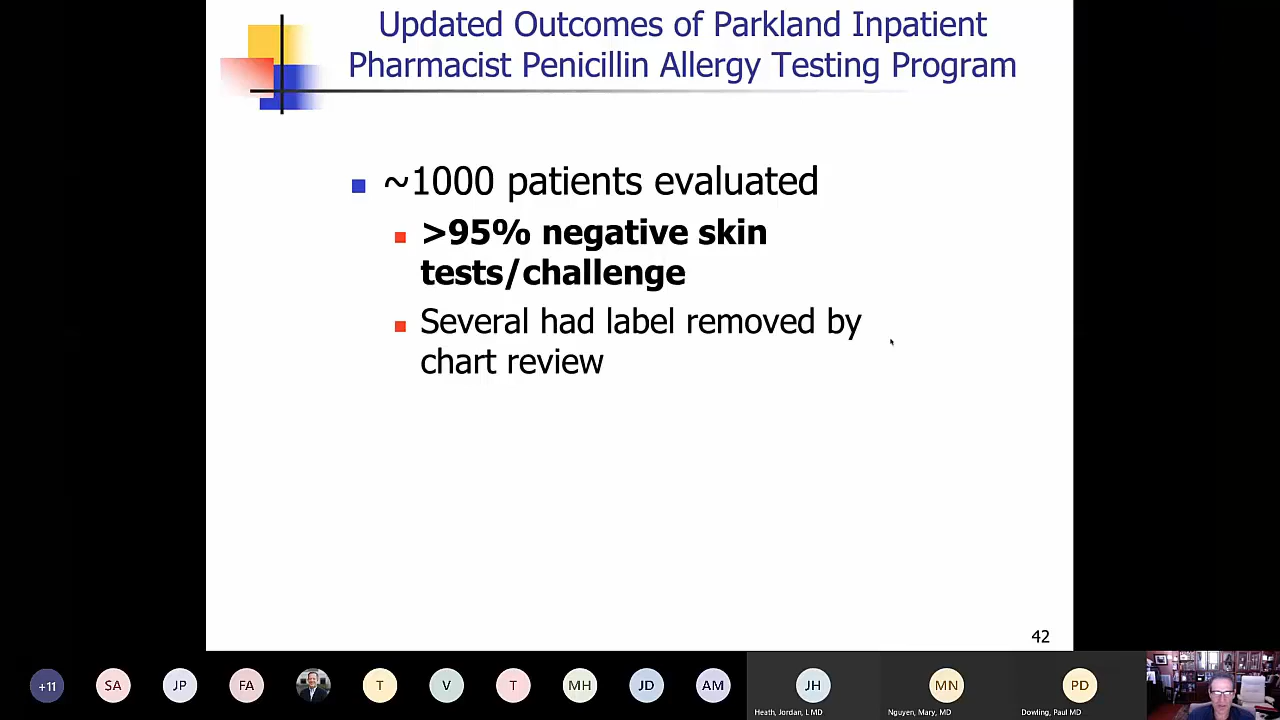 Updated Outcomes of Parkland Inpatient
Pharmacist Penicillin Allergy Testing Program
~1000 patients evaluated
>95% negative skin
tests/challenge
Several had label removed by
chart review
42
+11
SA
JP
FA
T
V
T
MH
JD
AM
JH
MN
PD
Heath, Jordan, L MD
Nguyen, Mary, MD
Dowling, Paul MD